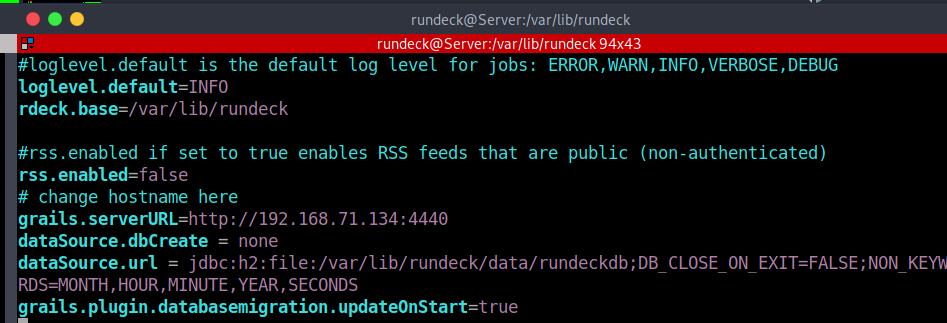 rundeck@Server:/var/lib/rundeck
rundeck@Server:/var/lib/rundeck 94x43
#loglevel.default is the default log level for jobs: ERROR,WARN,INFO,VERBOSE,DEBUG
loglevel.default=INFO
rdeck.base=/var/lib/rundeck
#rss.enabled if set to true enables RSS feeds that are public (non-authenticated)
rss.enabled=false
# change hostname here
grails.serverURL=http://192.168.71.134:4440
dataSource.dbCreate = none
dataSource.url = jdbc:h2:file:/var/lib/rundeck/data/rundeckdb;DB_CLOSE_ON_EXIT=FALSE;NON_KEYW
RDS=MONTH,HOUR,MINUTE,YEAR,SECONDS
grails.plugin.databasemigration.updateOnStart=true